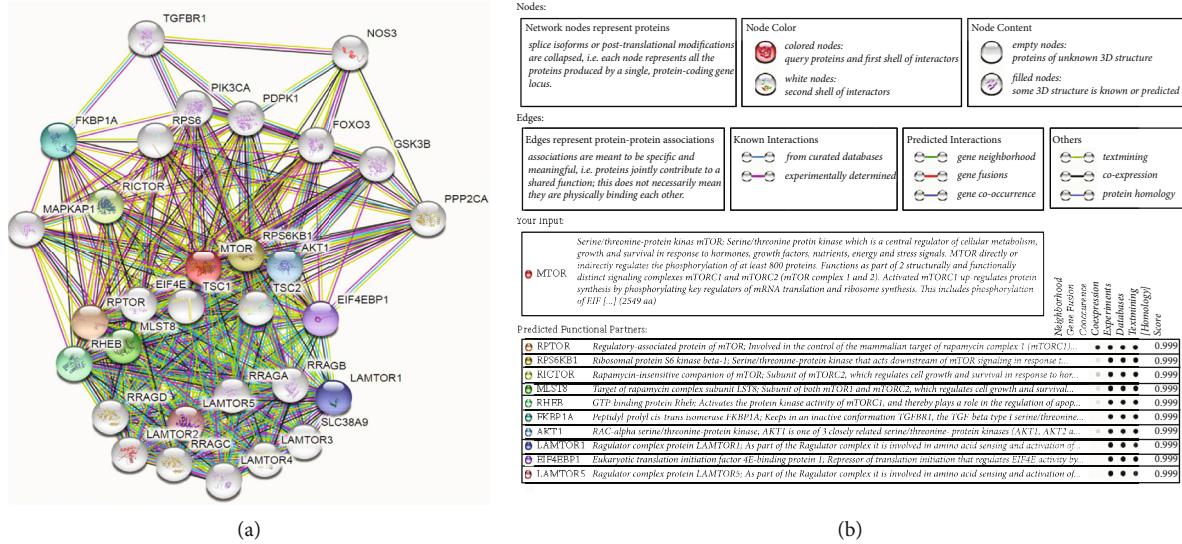 TGFBR1
NOS3
PIK3CA
PDPK1
FKBP1A
RPS6
FOXO3
GSK3B
RICTOR
PPP2CA
MAPKAP1
RPS6KB1
MTOR
AKT1
EIF4E
TSC1
TSC2
RPTOR
EIF4EBP1
MLST8
RHEB
RRAGB
RRAGA
LAMTOR1
RRAGD
LAMTOR5
SLC38A9
LAMTOR2
LAMTOR3
RRAGC
LAMTOR4
(a)
Nodes:
Network nodes represent proteins
splice isoforms or post-translational modifications
are collapsed, i.e. each node represents all the
proteins produced by a single, protein-coding gene
locus.
Node Color
colored nodes:
query proteins and first shell of interactors
white nodes:
second shell of interactors
Node Content
empty nodes:
proteins of unknown 3D structure
filled nodes:
some 3D structure is known or predicted
Edges:
Edges represent protein-protein associations
associations are meant to be specific and
meaningful, i.e. proteins jointly contribute to a
shared function; this does not necessarily mean
they are physically binding each other.
Known Interactions
from curated databases
experimentally determined
Predicted Interactions
gene neighborhood
gene fusions
gene co-occurrence
Others
textmining
co-expression
protein homology
Your Input:
MTOR
Serine/threonine-protein kinas mTOR; Serine/thronine protin kinase which is a central regulator of cellular metabolism,
growth and survival in response to hormones, growth factors, nutrients, energy and stress signals. MTOR directly or
indirectly regulates the phosphorylation of at least 800 proteins. Functions as part of 2 structurally and functionally
distinct signaling complexes mTORC1 and mTORC2 (mTOR complex 1 and 2). Activated mTORC1 up-regulates protein
synthesis by phosphorylating key regulators of mRNA translation and ribosome synthesis. This includes phosphorylation
of EIF [...] (2549 aa)
Neighborhood
Gene Fusion
Cooccurence
Coexpression
Experiments
Databases
Textmining
[Homology]
Score
Predicted Functional Partners:
RPTOR Regulatory-associated protein of mTOR; Involved in the control of the mammalian target of rapamycin complex 1 (mTORC1)... 0.999
RPS6KB1 Ribosomal protein S6 kinase beta-1; Serine/threonine-protein kinase that acts downstream of mTOR signaling in response t... 0.999
RICTOR Rapamycin-insensitive companion of mTOR; Subunit of mTORC2, which regulates cell growth and survival in response to hor... 0.999
MLST8 Target of rapamycin complex subunit LST8; Subunit of both mTOR1 and mTORC2, which regulates cell growth and survival... 0.999
RHEB GTP-binding protein Rheb; Activates the protein kinase activity of mTORC1, and thereby plays a role in the regulation of apop... 0.999
FKBP1A Peptidyl prolyl cis trans isomerase FKBP1A; Keeps in an inactive conformation TGFBR1, the TGF beta type I serine/threonine... 0.999
AKT1 RAC-alpha serine/threonine-protein kinase; AKT1 is one of 3 closely related serine/threonine- protein kinases (AKT1, AKT2 a... 0.999
LAMTOR1 Ragulator complex protein LAMTOR1; As part of the Ragulator complex it is involved in amino acid sensing and activation of... 0.999
EIF4EBP1 Eukaryotic translation initiation factor 4E-binding protein 1; Repressor of translation initiation that regulates EIF4E activity by... 0.999
LAMTOR5 Ragulator complex protein LAMTOR5; As part of the Ragulator complex it is involved in amino acid sensing and activation of... 0.999
(b)